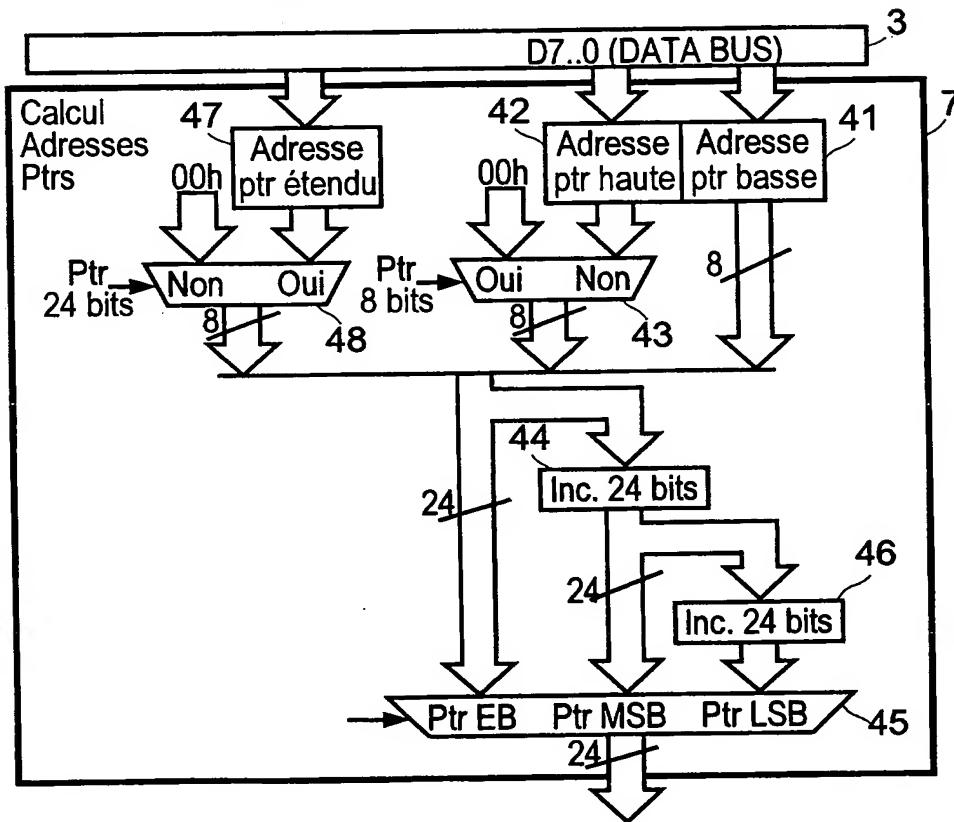 3
D7..0 (DATA BUS)
7
Calcul
Adresses
Ptrs
47
Adresse
ptr étendu
42
Adresse
ptr haute
41
Adresse
ptr basse
00h
00h
Ptr
24 bits
Non Oui
48
8
Ptr
8 bits
Oui Non
43
8
8
44
Inc. 24 bits
24
24
46
Inc. 24 bits
Ptr EB Ptr MSB Ptr LSB
45
24